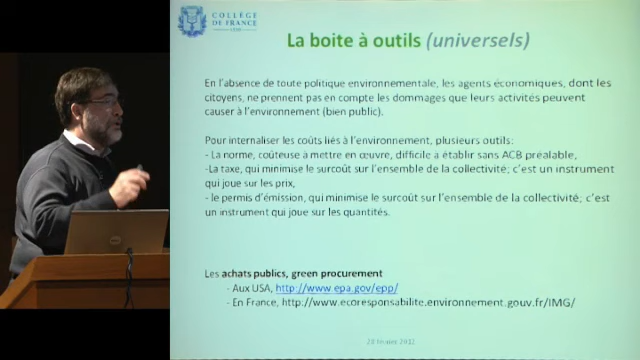 COLLÈGE
DE FRANCE
1530
La boite à outils (universels)
En l'absence de toute politique environnementale, les agents économiques, dont les
citoyens, ne prennent pas en compte les dommages que leurs activités peuvent
causer à l'environnement (bien public).
Pour internaliser les coûts liés à l'environnement, plusieurs outils:
- La norme, coûteuse à mettre en œuvre, difficile a établir sans ACB préalable,
-La taxe, qui minimise le surcoût sur l'ensemble de la collectivité; c'est un instrument
qui joue sur les prix,
- le permis d'émission, qui minimise le surcoût sur l'ensemble de la collectivité; c'est
un instrument qui joue sur les quantités.
Les achats publics, green procurement
- Aux USA, http://www.epa.gov/epp/
- En France, http://www.ecoresponsabilite.environnement.gouv.fr/IMG/
20 février 2012
DELL